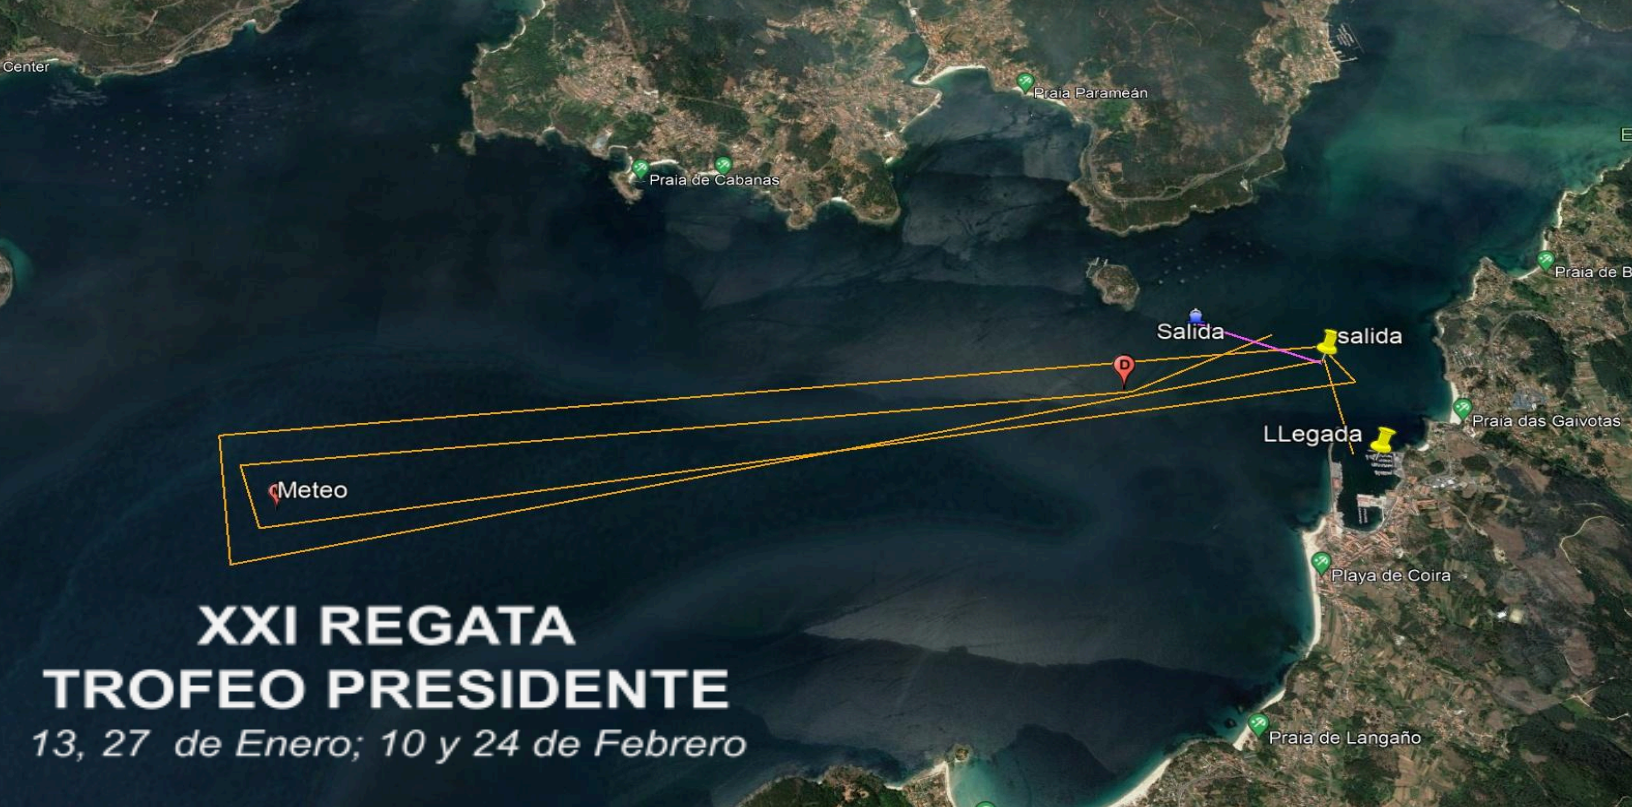 Center
Praia Parameán
E
Praia de Cabanas
Praia de B
Salida
salida
D
Praia das Gaivotas
LLegada
Meteo
Playa de Coira
XXI REGATA
TROFEO PRESIDENTE
13, 27 de Enero; 10 y 24 de Febrero
Praia de Langaño